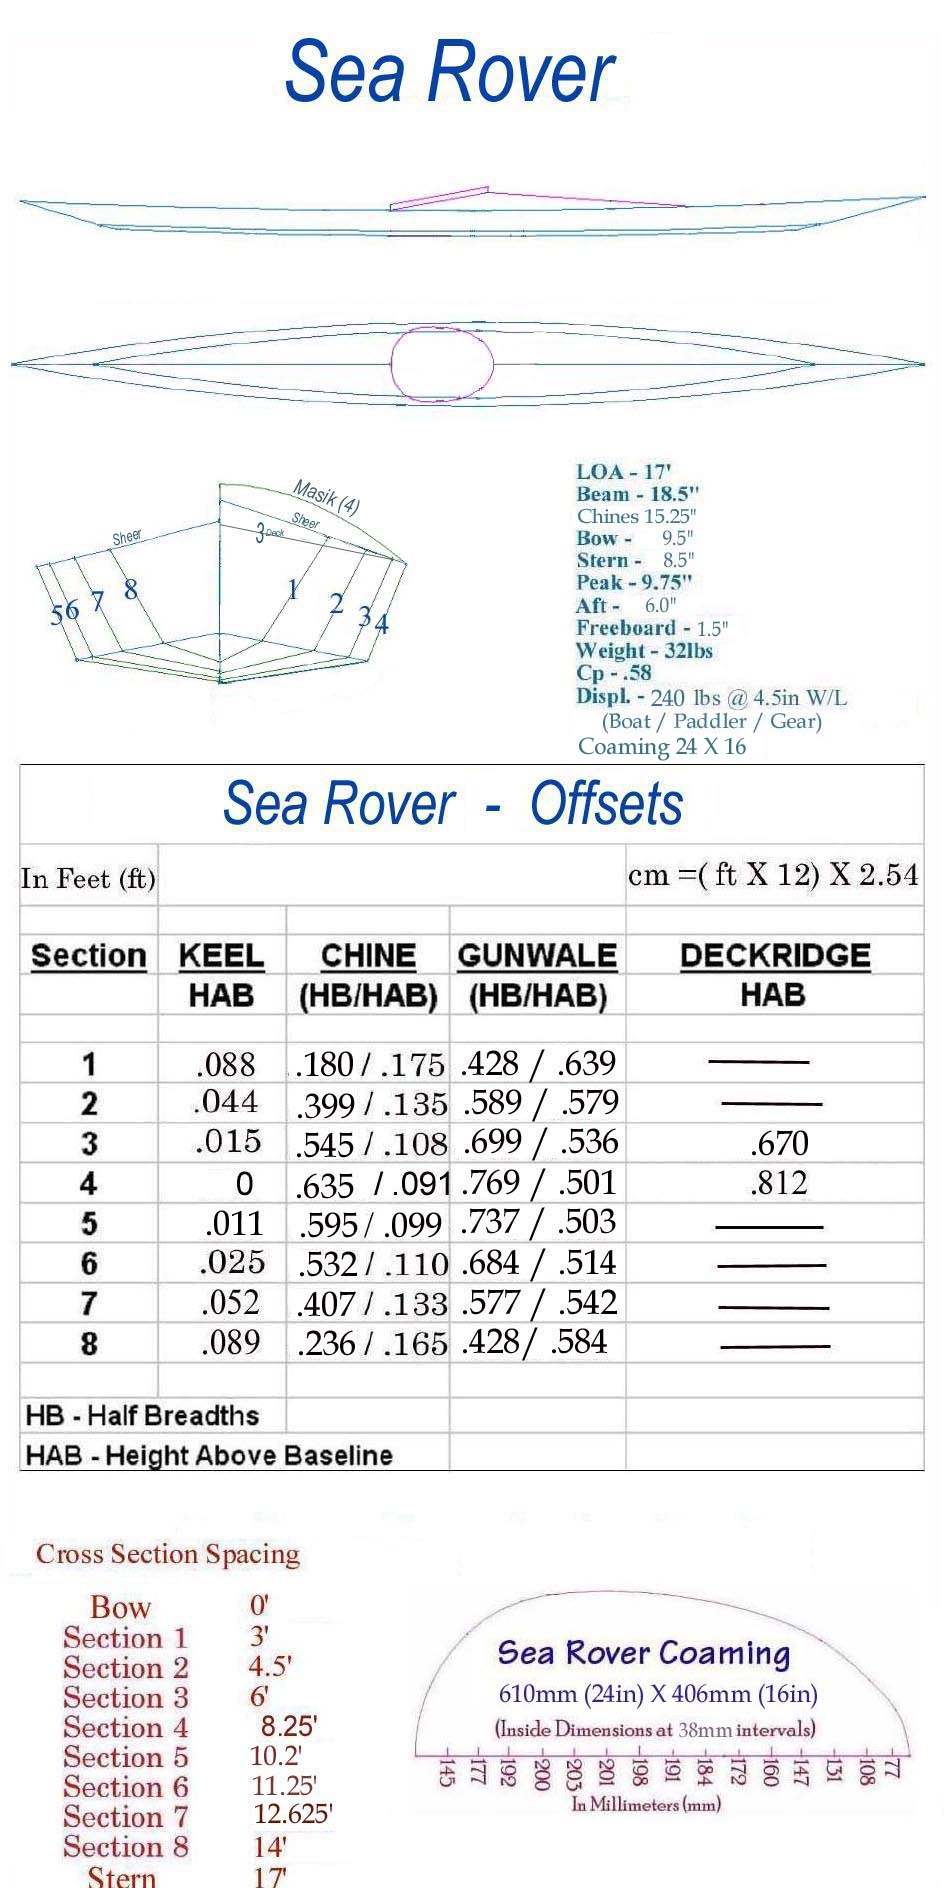 Sea Rover
Masik (4)
Sheer
Sheer
3 Deck
5 6 7 8 1 2 3 4
LOA - 17'
Beam - 18.5"
Chines 15.25"
Bow - 9.5"
Stern - 8.5"
Peak - 9.75"
Aft - 6.0"
Freeboard - 1.5"
Weight - 32lbs
Cp - .58
Displ. - 240 lbs @ 4.5in W/L
(Boat / Paddler / Gear)
Coaming 24 X 16
Sea Rover - Offsets
In Feet (ft) cm =( ft X 12) X 2.54
Section KEEL CHINE GUNWALE DECKRIDGE
HAB (HB/HAB) (HB/HAB) HAB
1 .088 .180 / .175 .428 / .639 —
2 .044 .399 / .135 .589 / .579 —
3 .015 .545 / .108 .699 / .536 .670
4 0 .635 / .091 .769 / .501 .812
5 .011 .595 / .099 .737 / .503 —
6 .025 .532 / .110 .684 / .514 —
7 .052 .407 / .133 .577 / .542 —
8 .089 .236 / .165 .428/ .584 —
HB - Half Breadths
HAB - Height Above Baseline
Cross Section Spacing
Bow 0'
Section 1 3'
Section 2 4.5'
Section 3 6'
Section 4 8.25'
Section 5 10.2'
Section 6 11.25'
Section 7 12.625'
Section 8 14'
Stern 17'
Sea Rover Coaming
610mm (24in) X 406mm (16in)
(Inside Dimensions at 38mm intervals)
145 177 192 200 203 201 198 191 184 172 160 147 131 108 77
In Millimeters (mm)